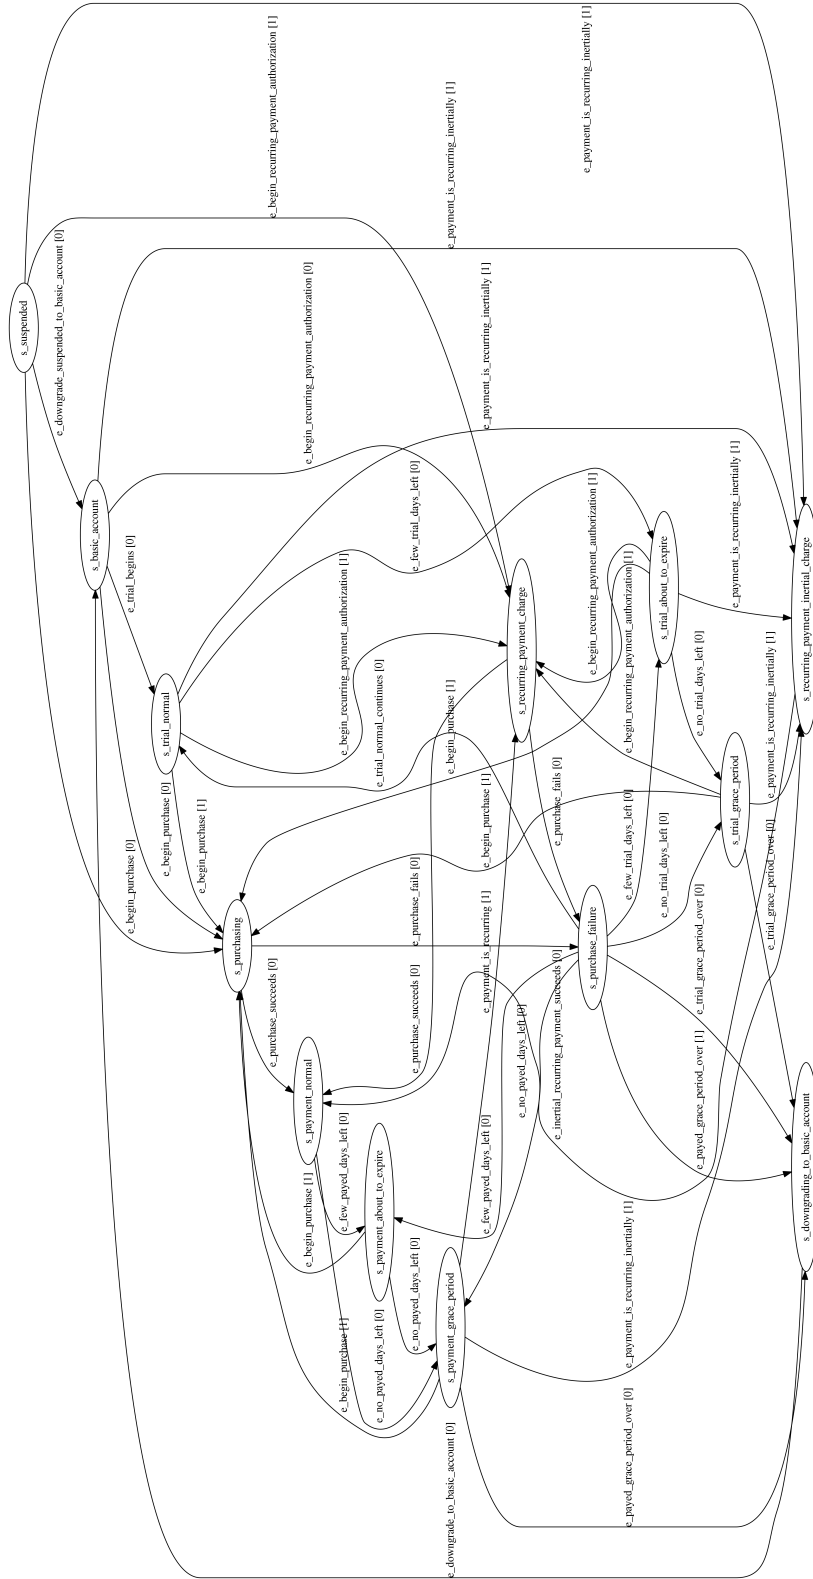 s_suspended
e_downgrade_suspended_to_basic_account [0]
s_basic_account
e_trial_begins [0]
e_begin_purchase [0]
s_trial_normal
e_begin_purchase [0]
e_begin_purchase [1]
s_purchasing
e_begin_recurring_payment_authorization [1]
e_purchase_succeeds [0]
e_begin_recurring_payment_authorization [0]
s_payment_normal
e_begin_purchase [1]
e_begin_recurring_payment_authorization [1]
e_few_payed_days_left [0]
e_begin_purchase [1]
e_trial_normal_continues [0]
s_payment_about_to_expire
e_no_payed_days_left [0]
e_few_trial_days_left [0]
e_purchase_fails [0]
e_purchase_succeeds [0]
e_no_payed_days_left [0]
e_payment_is_recurring_inertially [1]
e_begin_purchase [1]
s_payment_grace_period
e_downgrade_to_basic_account [0]
e_payment_is_recurring_inertially [1]
e_begin_purchase [1]
e_payment_is_recurring [1]
e_few_payed_days_left [0]
s_recurring_payment_charge
e_no_payed_days_left [0]
e_purchase_fails [0]
e_inertial_recurring_payment_succeeds [0]
e_payment_is_recurring_inertially [1]
e_begin_recurring_payment_authorization [1]
s_purchase_failure
e_begin_recurring_payment_authorization [1]
e_few_trial_days_left [0]
e_payment_is_recurring_inertially [1]
e_payed_grace_period_over [0]
s_trial_about_to_expire
e_no_trial_days_left [0]
e_no_trial_days_left [0]
e_trial_grace_period_over [0]
e_payed_grace_period_over [1]
e_payment_is_recurring_inertially [1]
s_trial_grace_period
e_payment_is_recurring_inertially [1]
e_trial_grace_period_over [0]
s_recurring_payment_inertial_charge
s_downgrading_to_basic_account